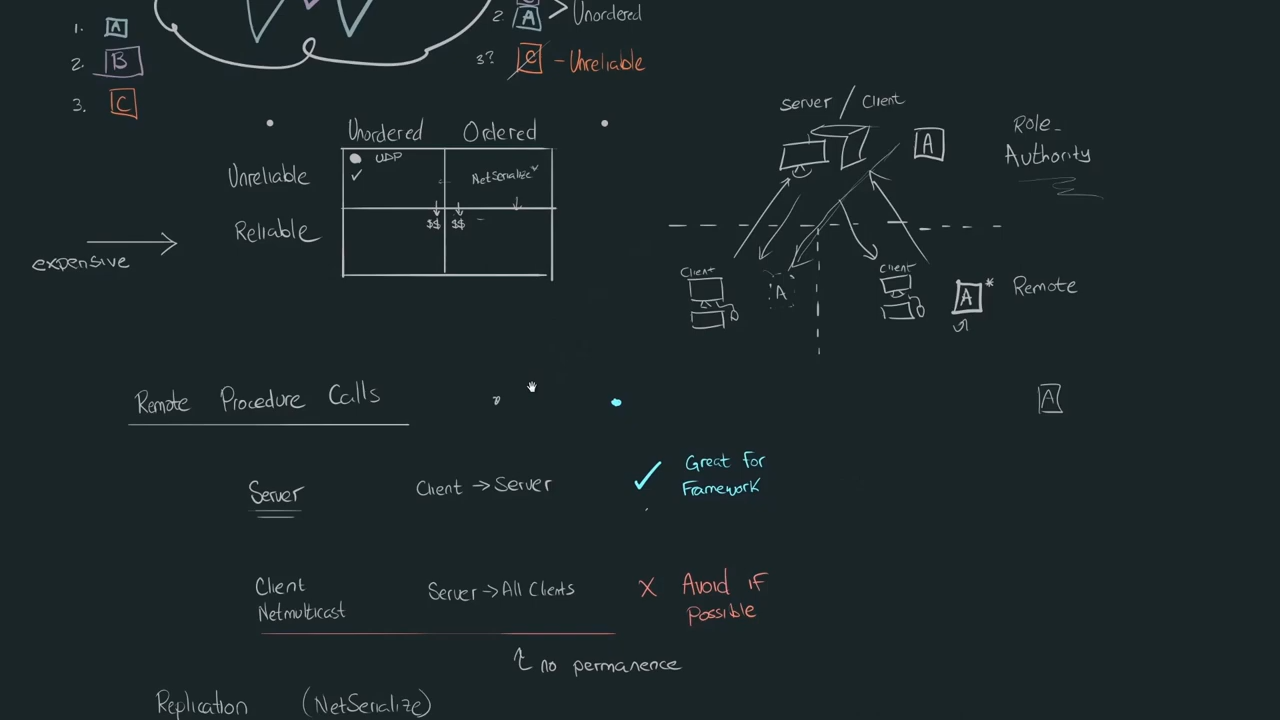 1. A
2. B
3. C
2. A > Unordered
3? C - Unreliable
Unordered Ordered
Unreliable UDP NetSerialize
Reliable $$ $$
expensive
Server / Client
A
Role_
Authority
Client
A
Client
A * Remote
Remote Procedure Calls
A
Server Client → Server ✓ Great for
Framework
Client
Netmulticast
Server → All Clients X Avoid if
Possible
no permanence
Replication (NetSerialize)